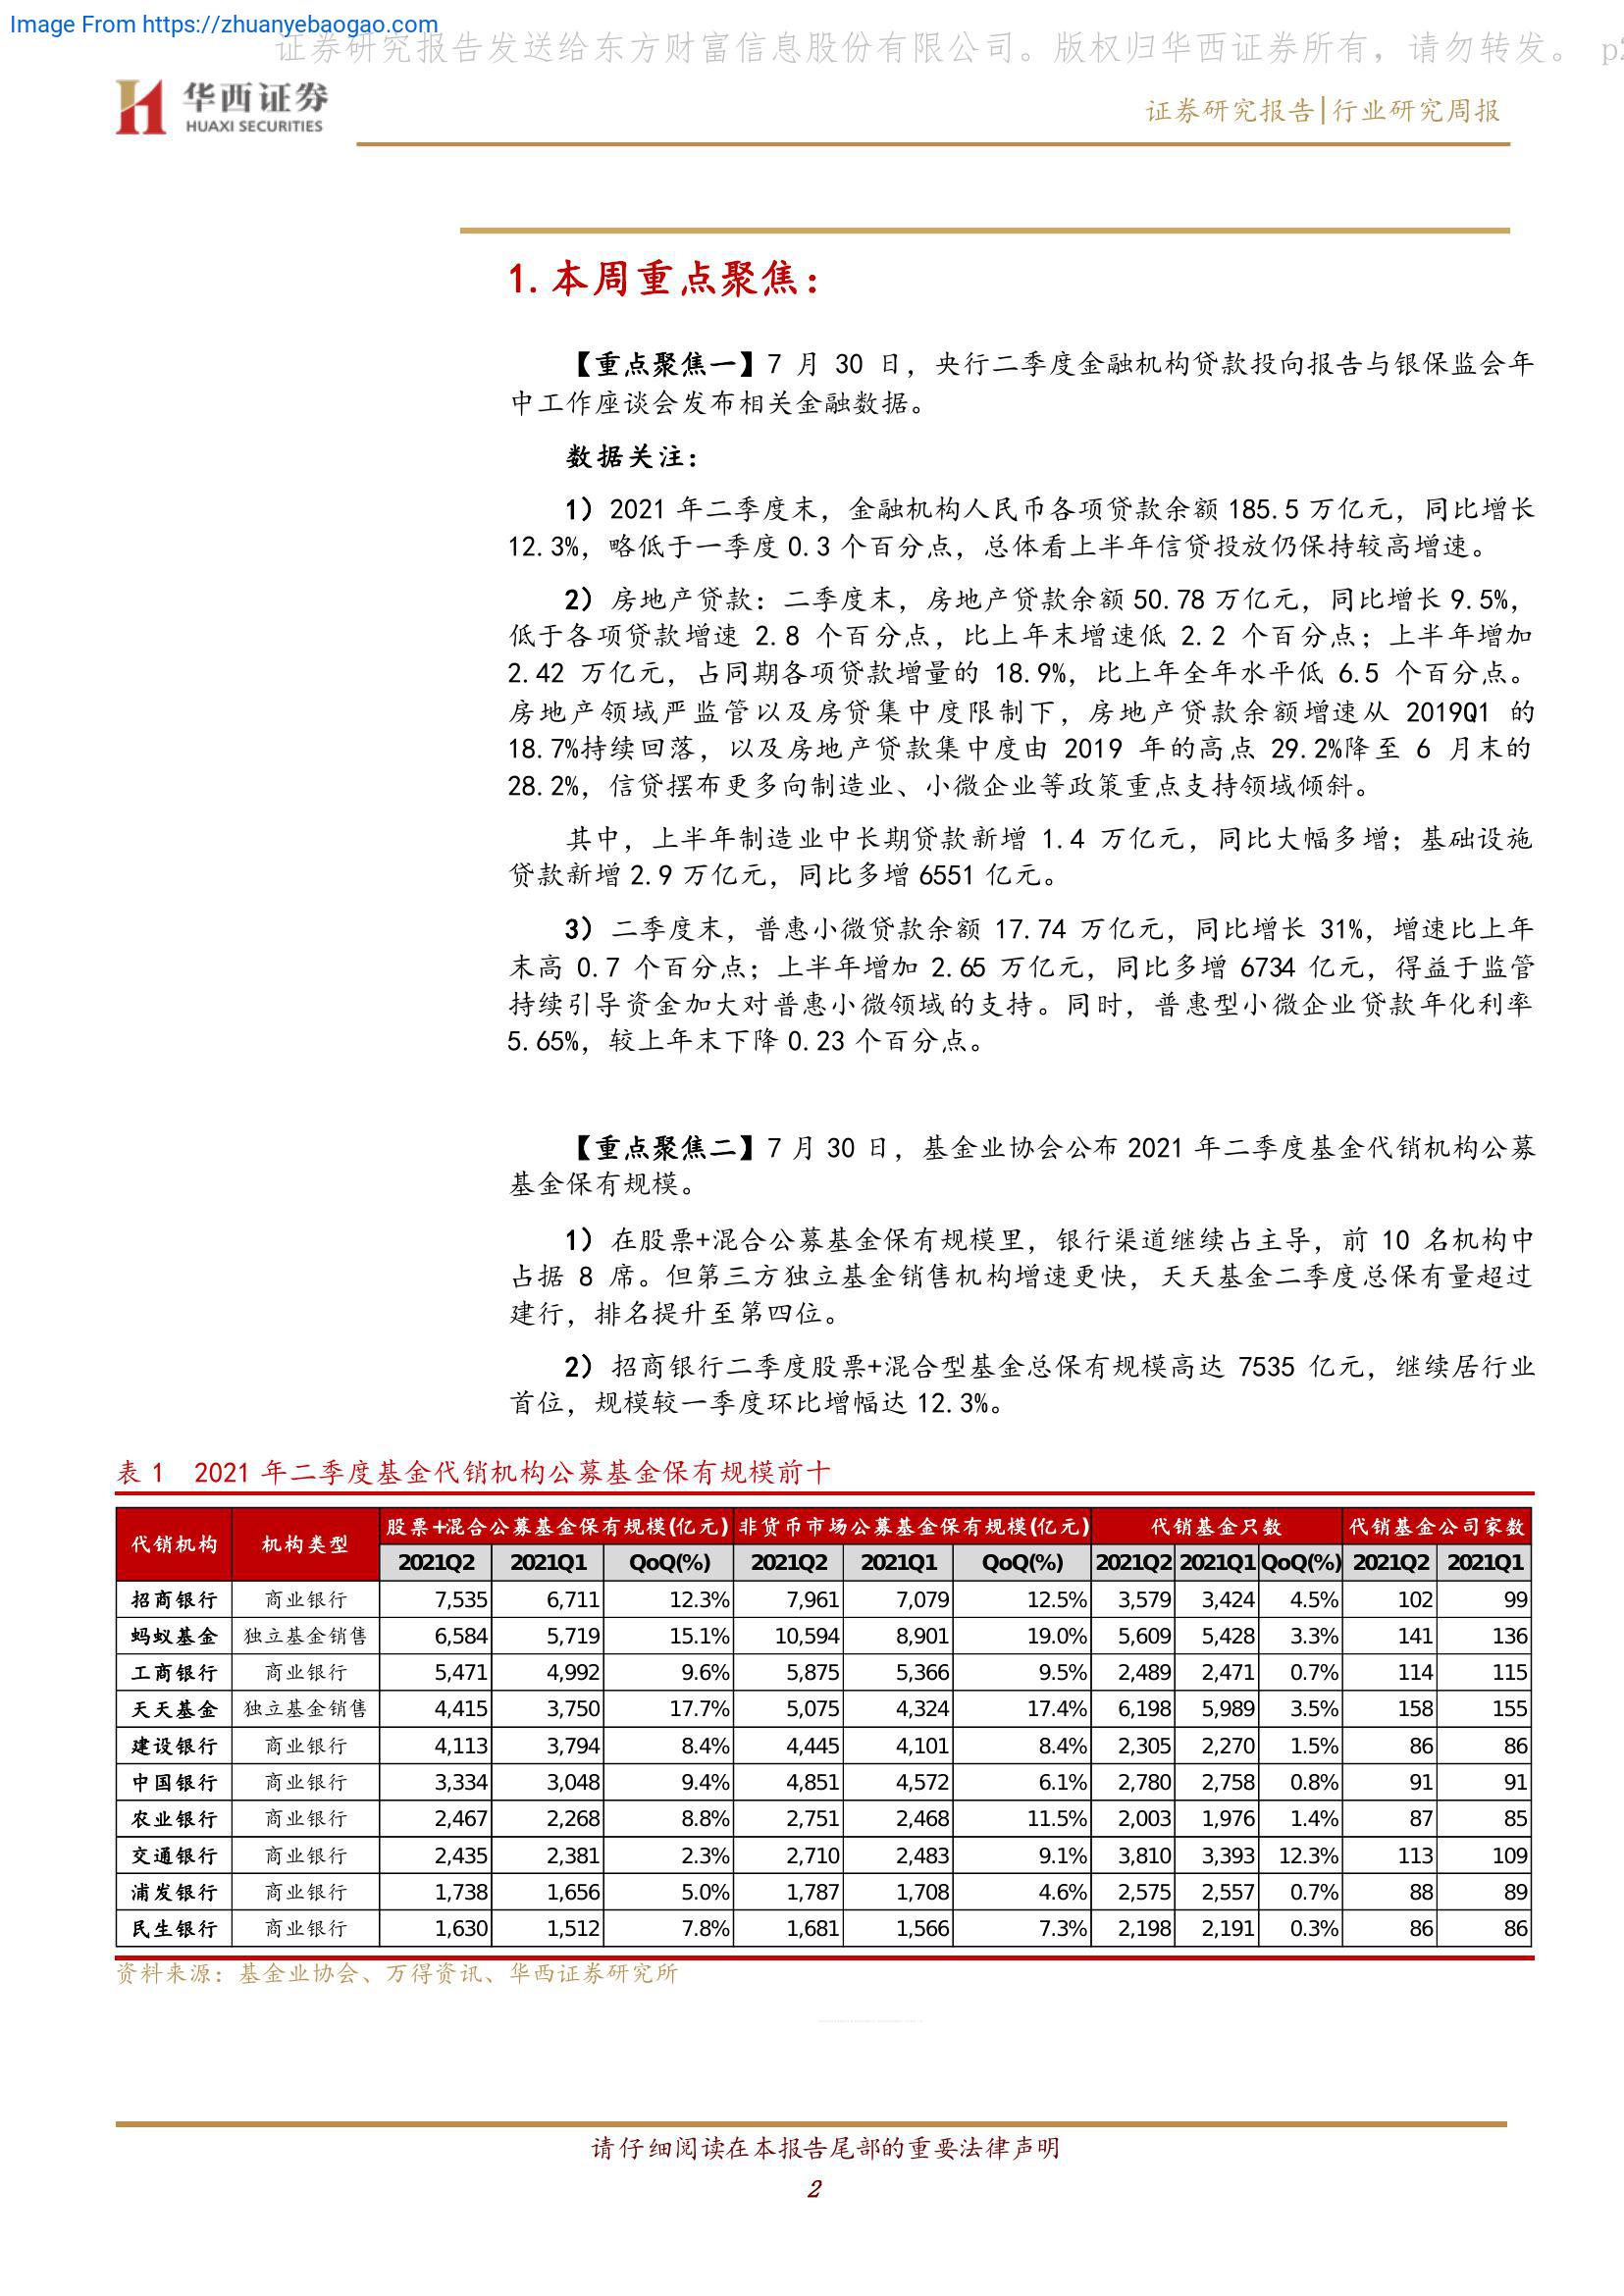 Image From https://zhuanyebaogao.com
证券研究报告发送给东方财富信息股份有限公司。版权归华西证券所有，请勿转发。 p2
华西证券
HUAXI SECURITIES
证券研究报告|行业研究周报
1.本周重点聚焦：
【重点聚焦一】7 月 30 日，央行二季度金融机构贷款投向报告与银保监会年
中工作座谈会发布相关金融数据。
数据关注：
1）2021 年二季度末，金融机构人民币各项贷款余额 185.5 万亿元，同比增长
12.3%，略低于一季度 0.3 个百分点，总体看上半年信贷投放仍保持较高增速。
2）房地产贷款：二季度末，房地产贷款余额 50.78 万亿元，同比增长 9.5%，
低于各项贷款增速 2.8 个百分点，比上年末增速低 2.2 个百分点；上半年增加
2.42 万亿元，占同期各项贷款增量的 18.9%，比上年全年水平低 6.5 个百分点。
房地产领域严监管以及房贷集中度限制下，房地产贷款余额增速从 2019Q1 的
18.7%持续回落，以及房地产贷款集中度由 2019 年的高点 29.2%降至 6 月末的
28.2%，信贷摆布更多向制造业、小微企业等政策重点支持领域倾斜。
其中，上半年制造业中长期贷款新增 1.4 万亿元，同比大幅多增；基础设施
贷款新增 2.9 万亿元，同比多增 6551 亿元。
3）二季度末，普惠小微贷款余额 17.74 万亿元，同比增长 31%，增速比上年
末高 0.7 个百分点；上半年增加 2.65 万亿元，同比多增 6734 亿元，得益于监管
持续引导资金加大对普惠小微领域的支持。同时，普惠型小微企业贷款年化利率
5.65%，较上年末下降 0.23 个百分点。
【重点聚焦二】7 月 30 日，基金业协会公布 2021 年二季度基金代销机构公募
基金保有规模。
1）在股票+混合公募基金保有规模里，银行渠道继续占主导，前 10 名机构中
占据 8 席。但第三方独立基金销售机构增速更快，天天基金二季度总保有量超过
建行，排名提升至第四位。
2）招商银行二季度股票+混合型基金总保有规模高达 7535 亿元，继续居行业
首位，规模较一季度环比增幅达 12.3%。
表 1 2021 年二季度基金代销机构公募基金保有规模前十
代销机构 机构类型 股票+混合公募基金保有规模(亿元) 非货币市场公募基金保有规模(亿元) 代销基金只数 代销基金公司家数
2021Q2 2021Q1 QoQ(%) 2021Q2 2021Q1 QoQ(%) 2021Q2 2021Q1 QoQ(%) 2021Q2 2021Q1
招商银行 商业银行 7,535 6,711 12.3% 7,961 7,079 12.5% 3,579 3,424 4.5% 102 99
蚂蚁基金 独立基金销售 6,584 5,719 15.1% 10,594 8,901 19.0% 5,609 5,428 3.3% 141 136
工商银行 商业银行 5,471 4,992 9.6% 5,875 5,366 9.5% 2,489 2,471 0.7% 114 115
天天基金 独立基金销售 4,415 3,750 17.7% 5,075 4,324 17.4% 6,198 5,989 3.5% 158 155
建设银行 商业银行 4,113 3,794 8.4% 4,445 4,101 8.4% 2,305 2,270 1.5% 86 86
中国银行 商业银行 3,334 3,048 9.4% 4,851 4,572 6.1% 2,780 2,758 0.8% 91 91
农业银行 商业银行 2,467 2,268 8.8% 2,751 2,468 11.5% 2,003 1,976 1.4% 87 85
交通银行 商业银行 2,435 2,381 2.3% 2,710 2,483 9.1% 3,810 3,393 12.3% 113 109
浦发银行 商业银行 1,738 1,656 5.0% 1,787 1,708 4.6% 2,575 2,557 0.7% 88 89
民生银行 商业银行 1,630 1,512 7.8% 1,681 1,566 7.3% 2,198 2,191 0.3% 86 86
资料来源：基金业协会、万得资讯、华西证券研究所
请仔细阅读在本报告尾部的重要法律声明
2